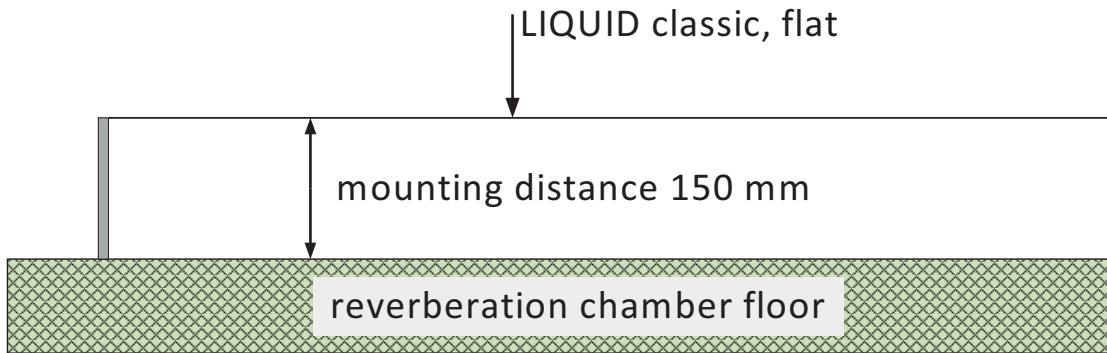 LIQUID classic, flat
mounting distance 150 mm
reverberation chamber floor